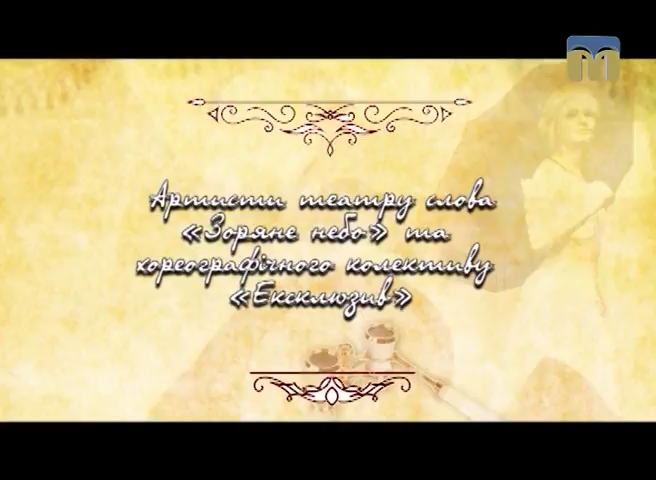 Артисти театру слова
«Зоряне небо» та
хореографічного колективу
«Ексклюзив»